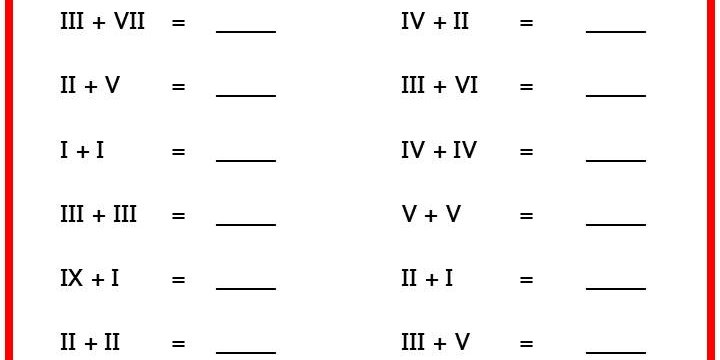 III + VII = _____ IV + II = _____
II + V = _____ III + VI = _____
I + I = _____ IV + IV = _____
III + III = _____ V + V = _____
IX + I = _____ II + I = _____
II + II = _____ III + V = _____